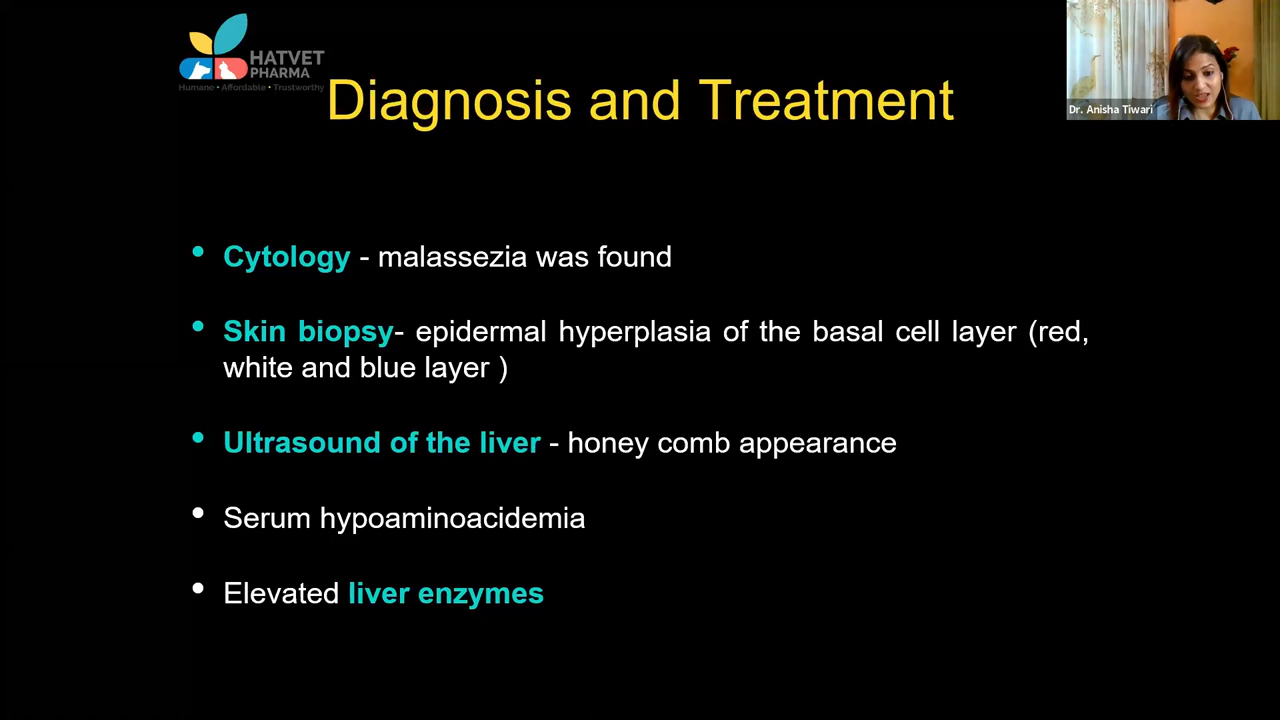 HATVET
PHARMA
Humane • Affordable • Trustworthy
Diagnosis and Treatment
Dr. Anisha Tiwari
• Cytology - malassezia was found
• Skin biopsy- epidermal hyperplasia of the basal cell layer (red,
white and blue layer )
• Ultrasound of the liver - honey comb appearance
• Serum hypoaminoacidemia
• Elevated liver enzymes